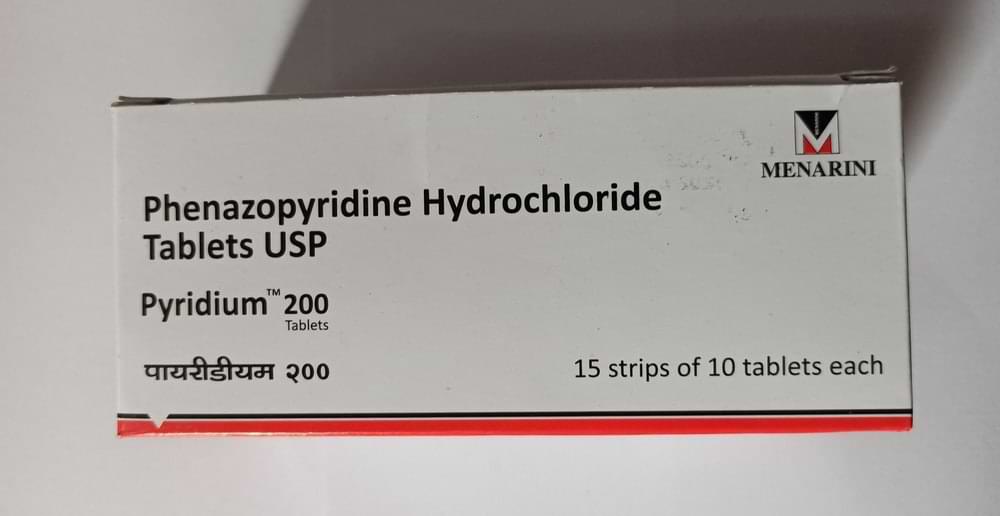 MENARINI
Phenazopyridine Hydrochloride
Tablets USP
Pyridium™ 200
Tablets
पायरीडीयम २००
15 strips of 10 tablets each